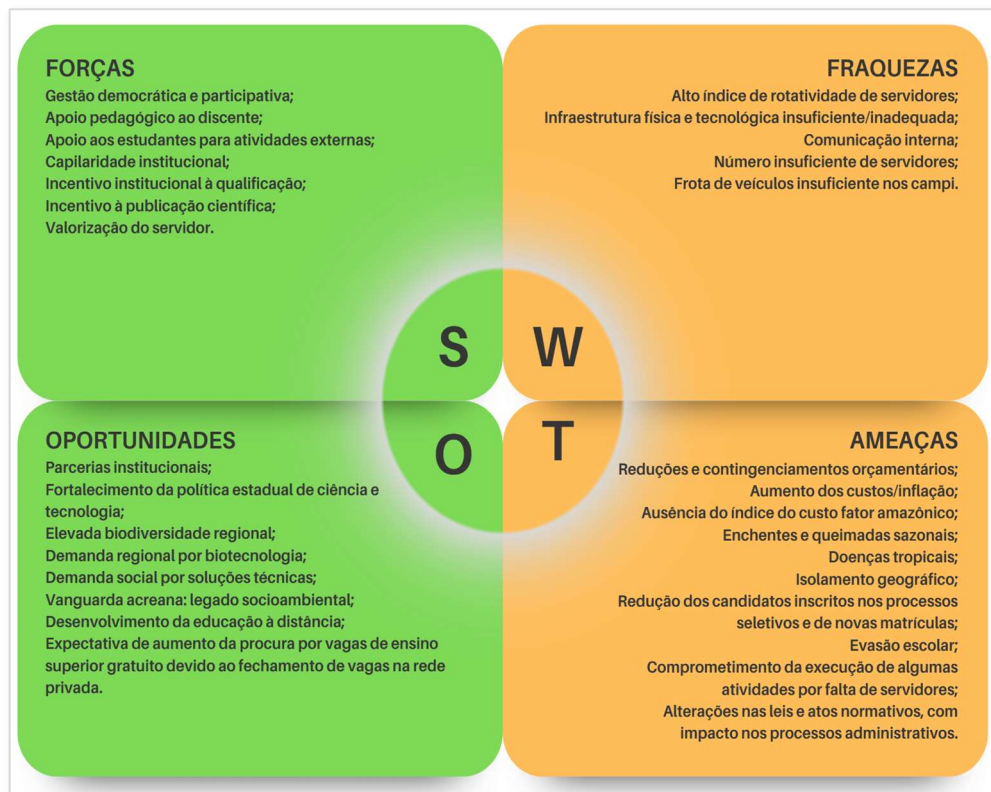 FORÇAS
Gestão democrática e participativa;
Apoio pedagógico ao discente;
Apoio aos estudantes para atividades externas;
Capilaridade institucional;
Incentivo institucional à qualificação;
Incentivo à publicação científica;
Valorização do servidor.
FRAQUEZAS
Alto índice de rotatividade de servidores;
Infraestrutura física e tecnológica insuficiente/inadequada;
Comunicação interna;
Número insuficiente de servidores;
Frota de veículos insuficiente nos campi.
S
W
O
T
OPORTUNIDADES
Parcerias institucionais;
Fortalecimento da política estadual de ciência e
tecnologia;
Elevada biodiversidade regional;
Demanda regional por biotecnologia;
Demanda social por soluções técnicas;
Vanguarda acreana: legado socioambiental;
Desenvolvimento da educação à distância;
Expectativa de aumento da procura por vagas de ensino
superior gratuito devido ao fechamento de vagas na rede
privada.
AMEAÇAS
Reduções e contingenciamentos orçamentários;
Aumento dos custos/inflação;
Ausência do índice do custo fator amazônico;
Enchentes e queimadas sazonais;
Doenças tropicais;
Isolamento geográfico;
Redução dos candidatos inscritos nos processos
seletivos e de novas matrículas;
Evasão escolar;
Comprometimento da execução de algumas
atividades por falta de servidores;
Alterações nas leis e atos normativos, com
impacto nos processos administrativos.